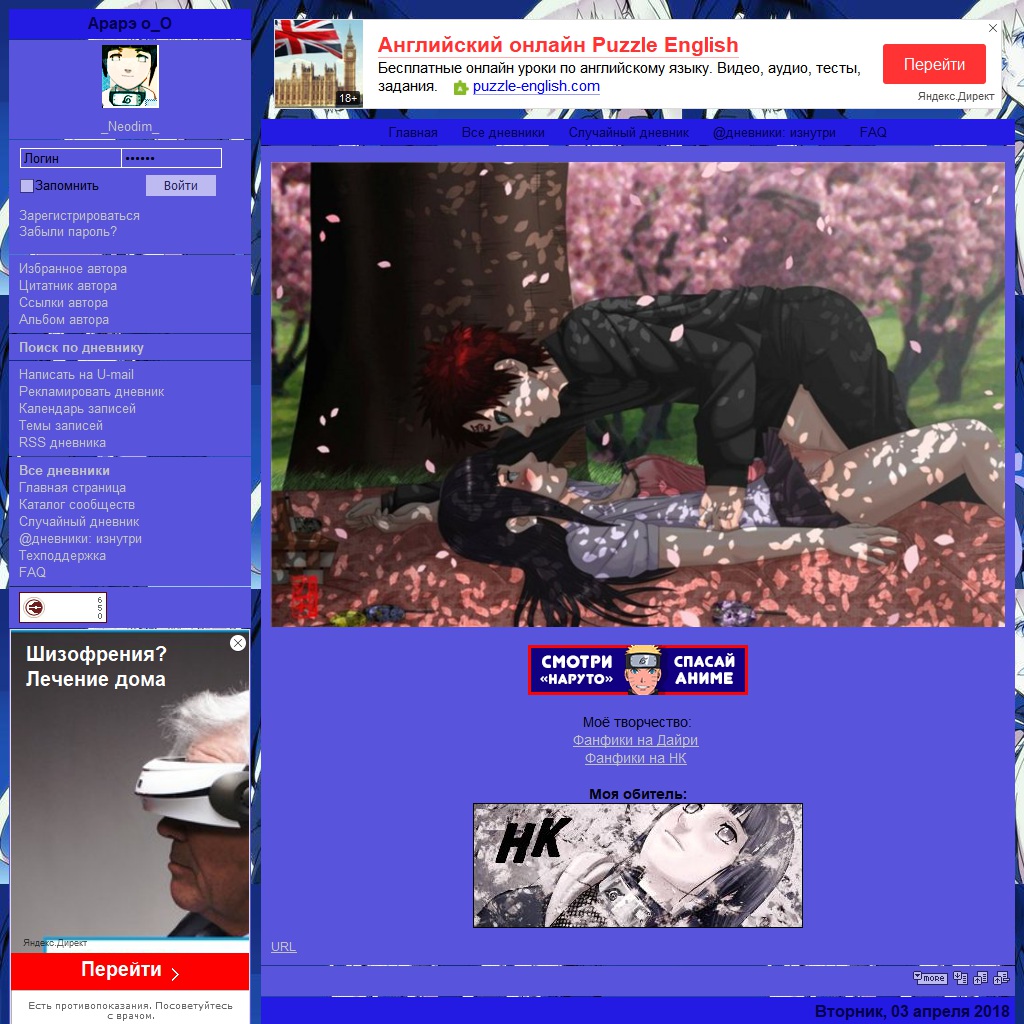 Арарэ о_О
_Neodim_
Логин ••••••
Запомнить Войти
Зарегистрироваться
Забыли пароль?
Избранное автора
Цитатник автора
Ссылки автора
Альбом автора
Поиск по дневнику
Написать на U-mail
Рекламировать дневник
Календарь записей
Темы записей
RSS дневника
Все дневники
Главная страница
Каталог сообществ
Случайный дневник
@дневники: изнутри
Техподдержка
FAQ
6
5
0
Шизофрения?
Лечение дома
Яндекс.Директ
Перейти
Есть противопоказания. Посоветуйтесь
с врачом.
18+
Английский онлайн Puzzle English
Бесплатные онлайн уроки по английскому языку. Видео, аудио, тесты,
задания. puzzle-english.com
Перейти
Яндекс.Директ
Главная Все дневники Случайный дневник @дневники: изнутри FAQ
СМОТРИ «НАРУТО» СПАСАЙ АНИМЕ
Моё творчество:
Фанфики на Дайри
Фанфики на НК
Моя обитель:
НК
URL
more
Вторник, 03 апреля 2018